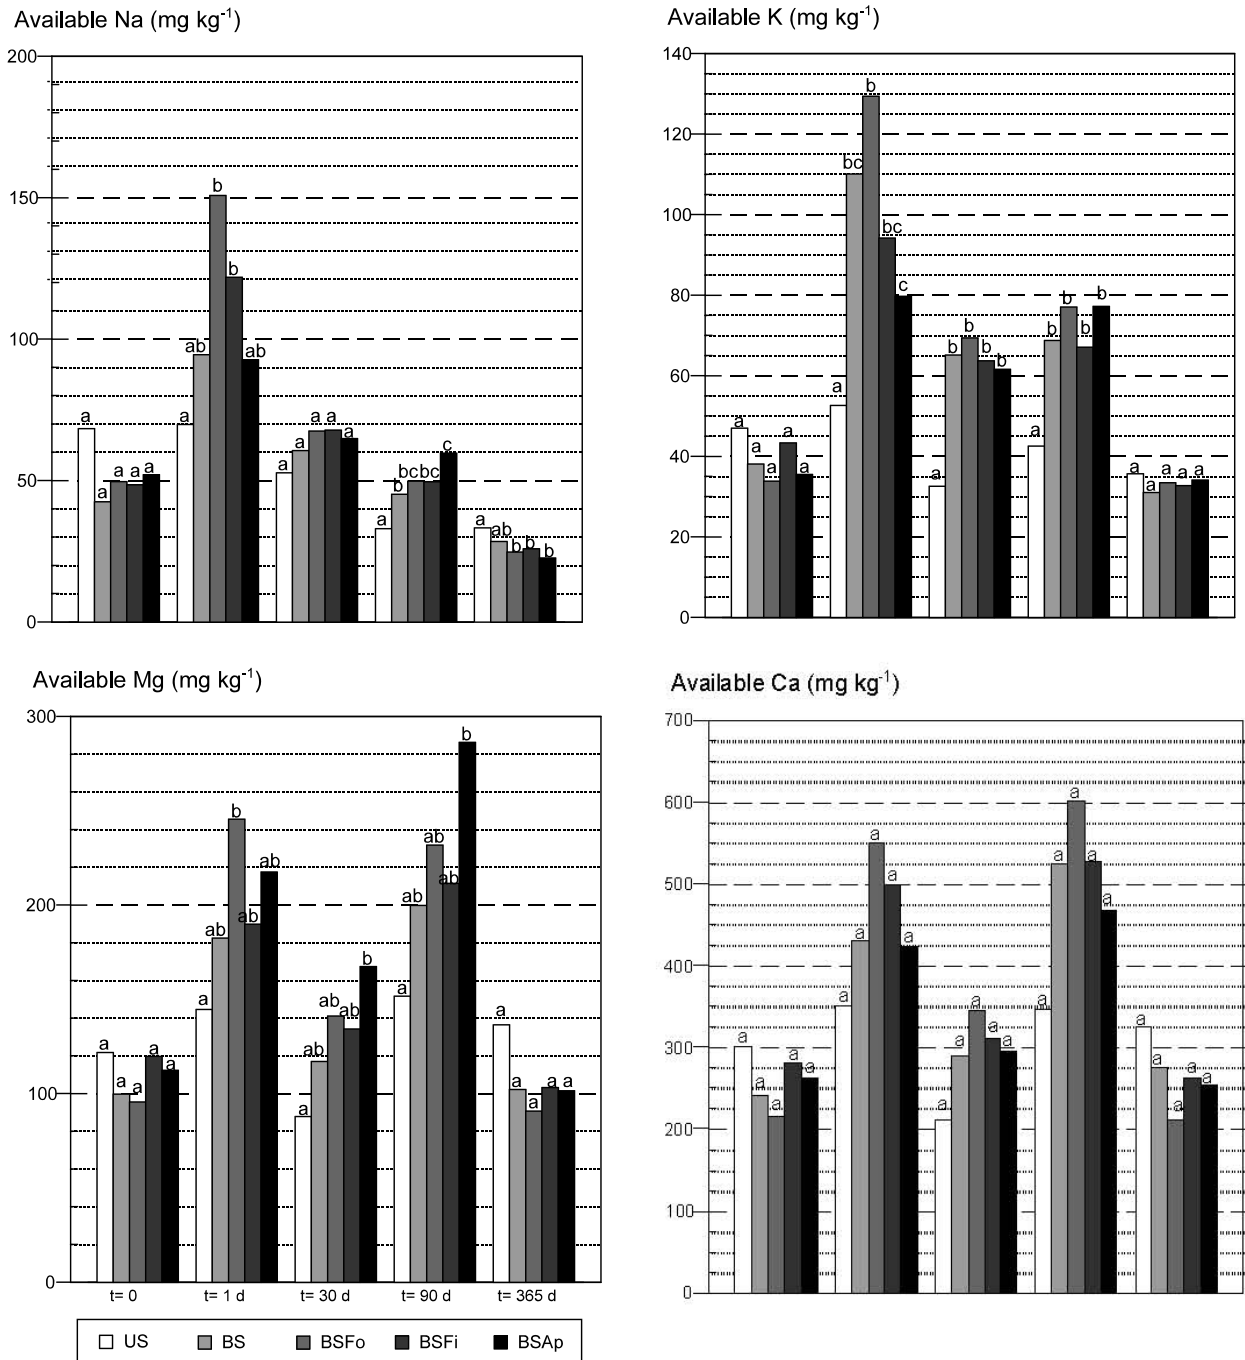 Available Na (mg kg-1)
200
150
100
50
0
a a a a a
a ab b b ab
a a a a a
a b bc bc c
a ab b b b
Available K (mg kg-1)
140
120
100
80
60
40
20
0
a a a a a
a bc b bc c
a b b b b
a b b b b
a a a a a
Available Mg (mg kg-1)
300
200
100
0
a a a a a
a ab b ab ab
a ab ab ab b
a ab ab ab b
a a a a a
t= 0 t= 1 d t= 30 d t= 90 d t= 365 d
Available Ca (mg kg-1)
700
600
500
400
300
200
100
0
a a a a a
a a a a a
a a a a a
a a a a a
a a a a a
US BS BSFo BSFi BSAp